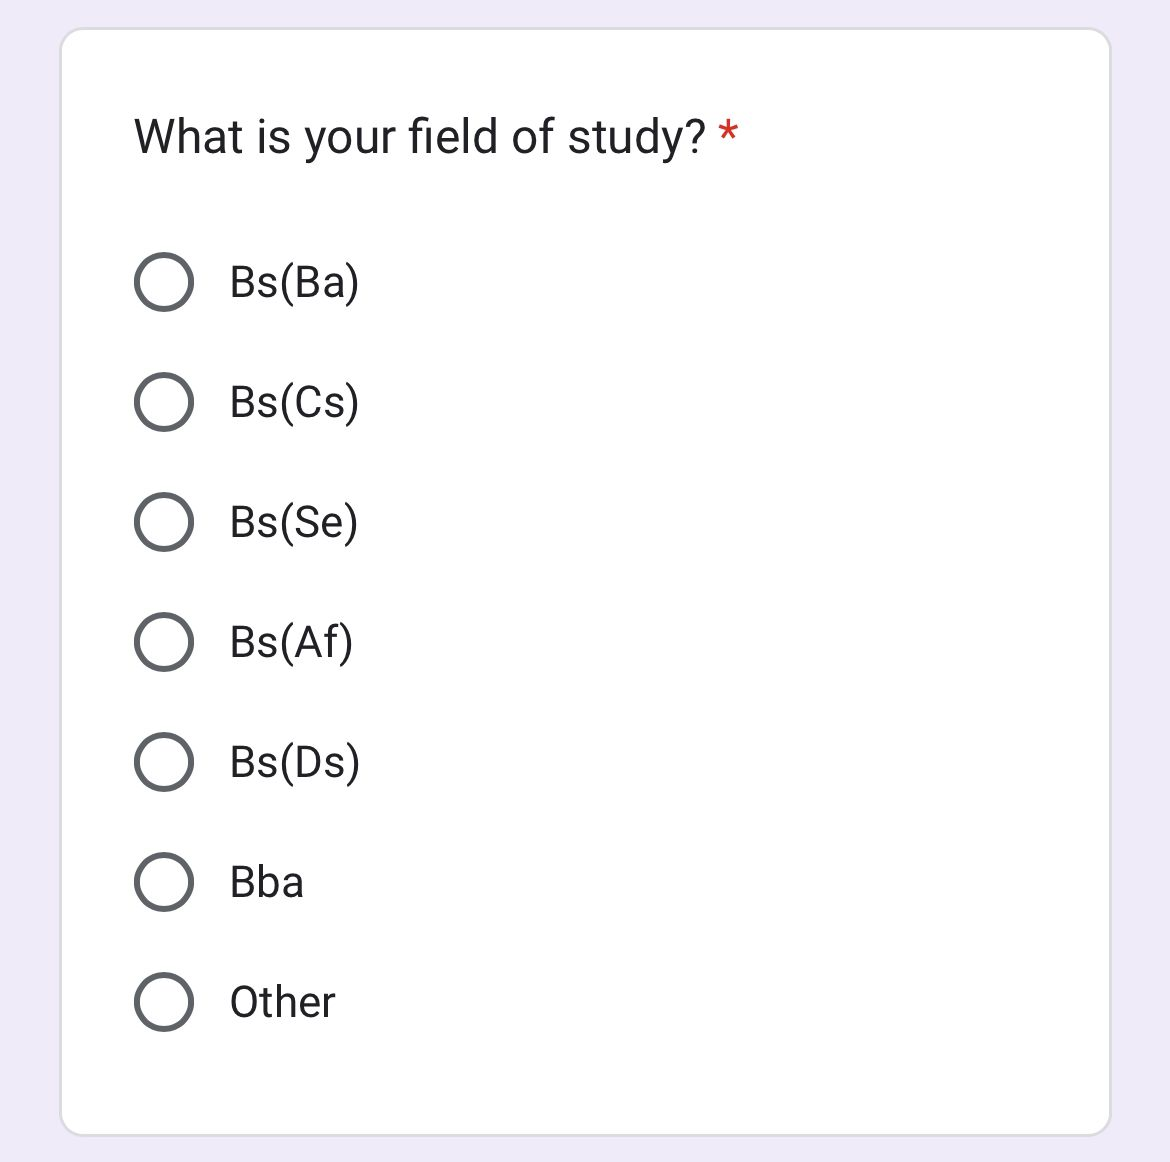 What is your field of study? *
Bs(Ba)
Bs(Cs)
Bs(Se)
Bs(Af)
Bs(Ds)
Bba
Other